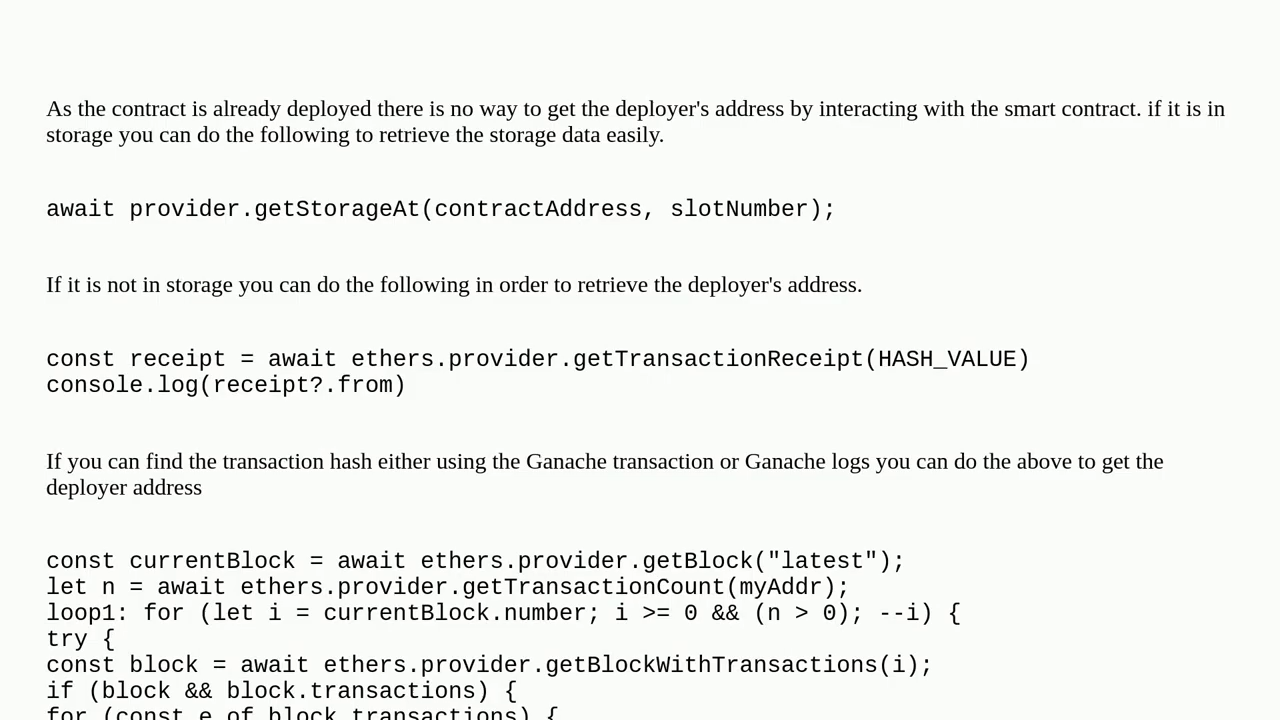 As the contract is already deployed there is no way to get the deployer's address by interacting with the smart contract. if it is in
storage you can do the following to retrieve the storage data easily.
await provider.getStorageAt(contractAddress, slotNumber);
If it is not in storage you can do the following in order to retrieve the deployer's address.
const receipt = await ethers.provider.getTransactionReceipt(HASH_VALUE)
console.log(receipt?.from)
If you can find the transaction hash either using the Ganache transaction or Ganache logs you can do the above to get the
deployer address
const currentBlock = await ethers.provider.getBlock("latest");
let n = await ethers.provider.getTransactionCount(myAddr);
loop1: for (let i = currentBlock.number; i >= 0 && (n > 0); --i) {
try {
const block = await ethers.provider.getBlockWithTransactions(i);
if (block && block.transactions) {
for (const e of block.transactions) {